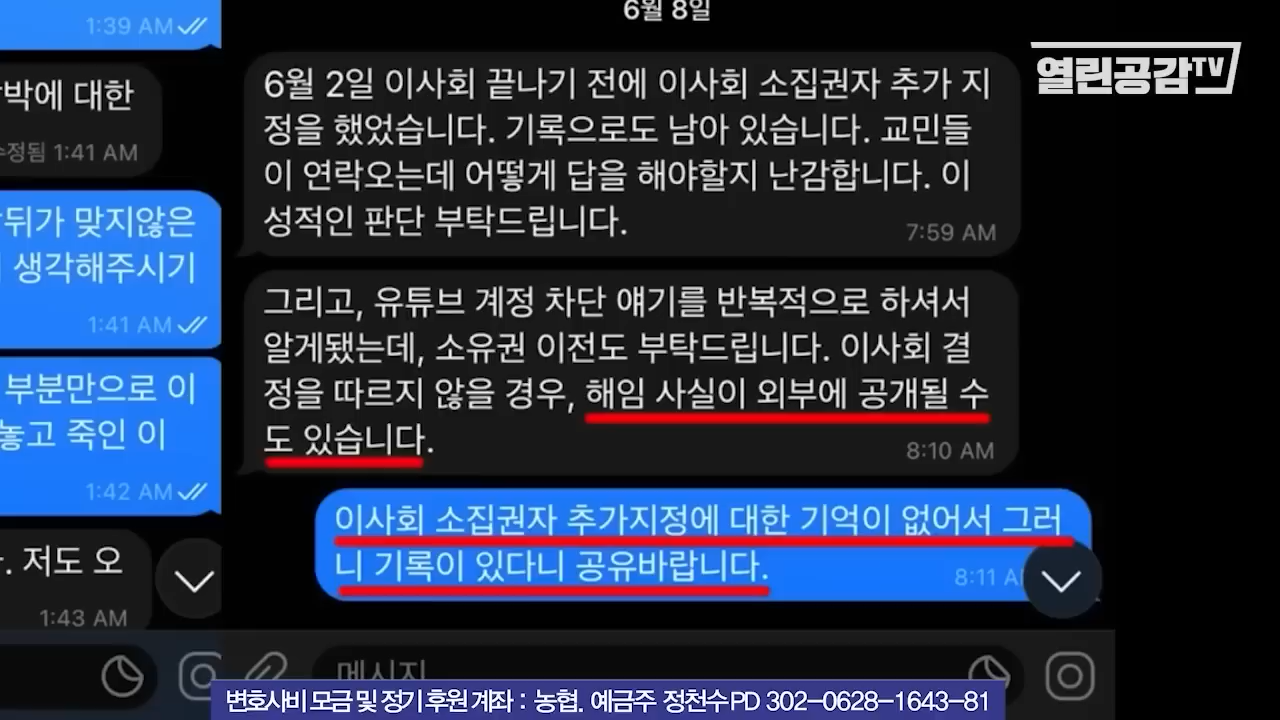 1:39 AM
박에 대한
정됨 1:41 AM
뒤가 맞지않은
생각해주시기
1:41 AM
부분만으로 이
놓고 죽인 이
1:42 AM
. 저도 오
1:43 AM
6월 8일
열린공감TV
6월 2일 이사회 끝나기 전에 이사회 소집권자 추가 지
정을 했었습니다. 기록으로도 남아 있습니다. 교민들
이 연락오는데 어떻게 답을 해야할지 난감합니다. 이
성적인 판단 부탁드립니다.
7:59 AM
그리고, 유튜브 계정 차단 얘기를 반복적으로 하셔서
알게됐는데, 소유권 이전도 부탁드립니다. 이사회 결
정을 따르지 않을 경우, 해임 사실이 외부에 공개될 수
도 있습니다.
8:10 AM
이사회 소집권자 추가지정에 대한 기억이 없어서 그러
니 기록이 있다니 공유바랍니다.
8:11 A
메시지
변호사비 모금 및 정기 후원 계좌 : 농협. 예금주 정천수PD 302-0628-1643-81